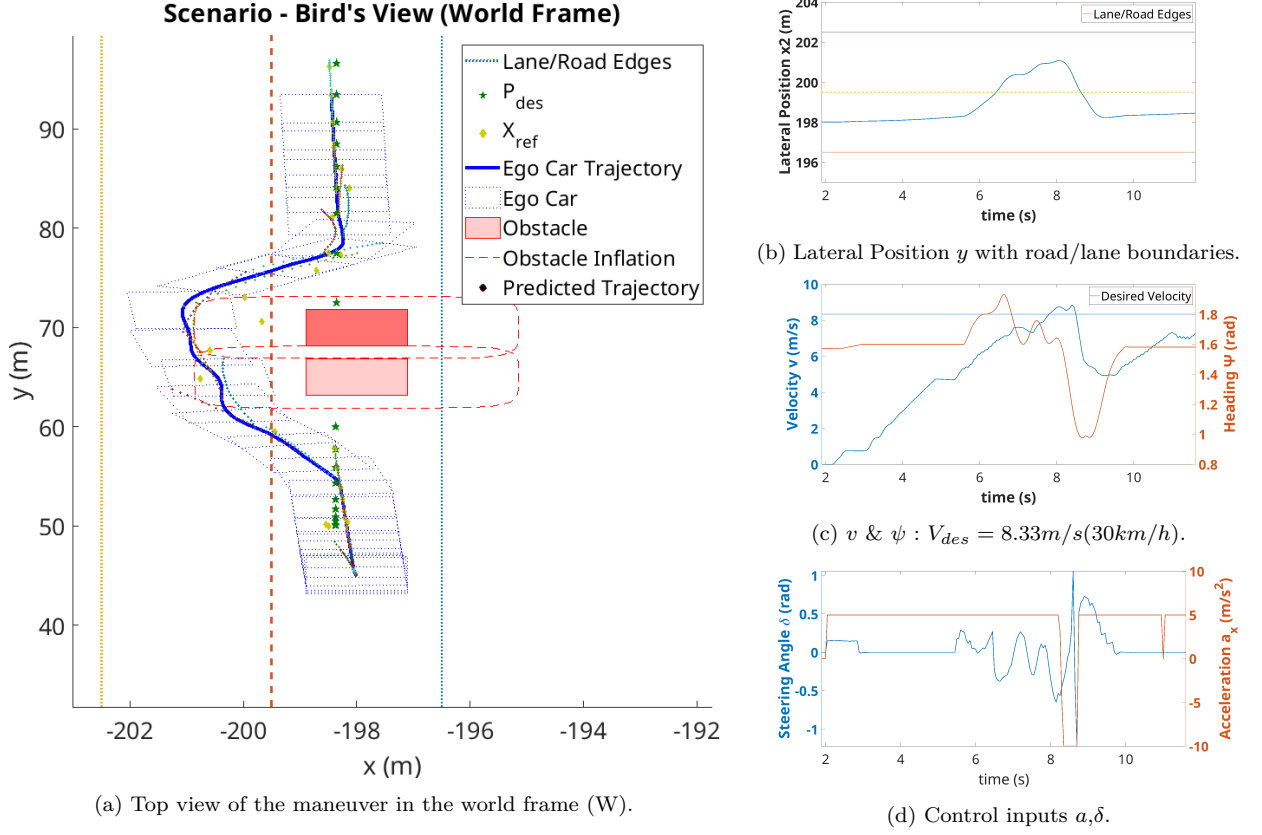 Scenario - Bird's View (World Frame)
90
80
70
60
50
40
y (m)
-202 -200 -198 -196 -194 -192
x (m)
Lane/Road Edges
P_des
X_ref
Ego Car Trajectory
Ego Car
Obstacle
Obstacle Inflation
Predicted Trajectory
(a) Top view of the maneuver in the world frame (W).
204
202
200
198
196
Lateral Position x2 (m)
Lane/Road Edges
2 4 6 8 10
time (s)
(b) Lateral Position y with road/lane boundaries.
10
8
6
4
2
0
Velocity v (m/s)
Desired Velocity
1.8
1.6
1.4
1.2
1
0.8
Heading Ψ (rad)
2 4 6 8 10
time (s)
(c) v & ψ : V_des = 8.33m/s(30km/h).
1
0.5
0
-0.5
-1
Steering Angle δ (rad)
10
5
0
-5
-10
Acceleration a_x (m/s²)
2 4 6 8 10
time (s)
(d) Control inputs a,δ.